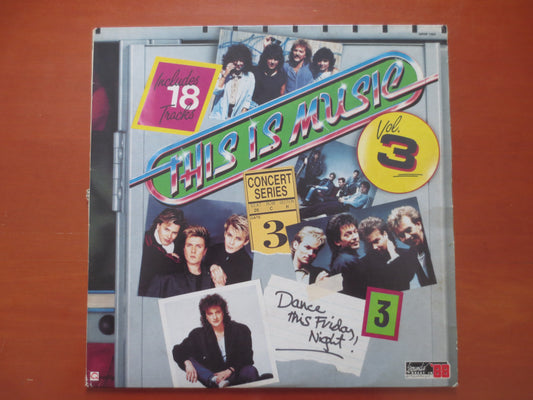 Includes
18
Tracks
THIS IS MUSIC
Vol.
3
CONCERT
SERIES
3
Dance
this Friday
Night!
3